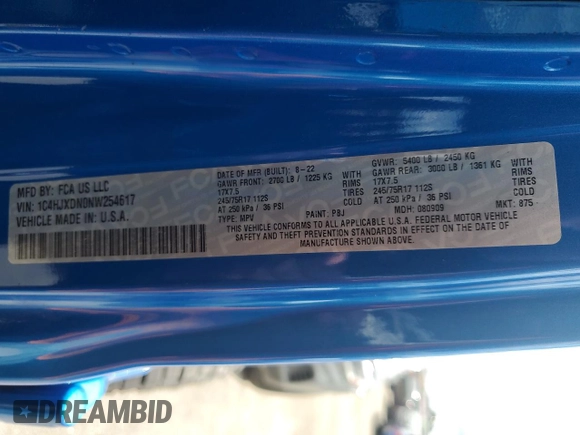 MFD BY: FCA US LLC
VIN: 1C4HJXDN0NW254617
VEHICLE MADE IN: U.S.A.
DATE OF MFR (BUILT): 8-22
GAWR FRONT: 2700 LB / 1225 KG
17X7.5 RIMS
245/75R17 112S TIRES
AT 250 kPa / 36 PSI COLD
TYPE: MPV
PAINT: PBJ
GVWR: 5400 LB / 2450 KG
GAWR REAR: 3000 LB / 1361 KG
17X7.5 RIMS
245/75R17 112S TIRES
AT 250 kPa / 36 PSI COLD
MDH: 080909
MKT: 875 -
THIS VEHICLE CONFORMS TO ALL APPLICABLE U.S.A. FEDERAL MOTOR VEHICLE
SAFETY AND THEFT PREVENTION STANDARDS IN EFFECT ON THE DATE OF
MANUFACTURE SHOWN ABOVE.
DREAMBID